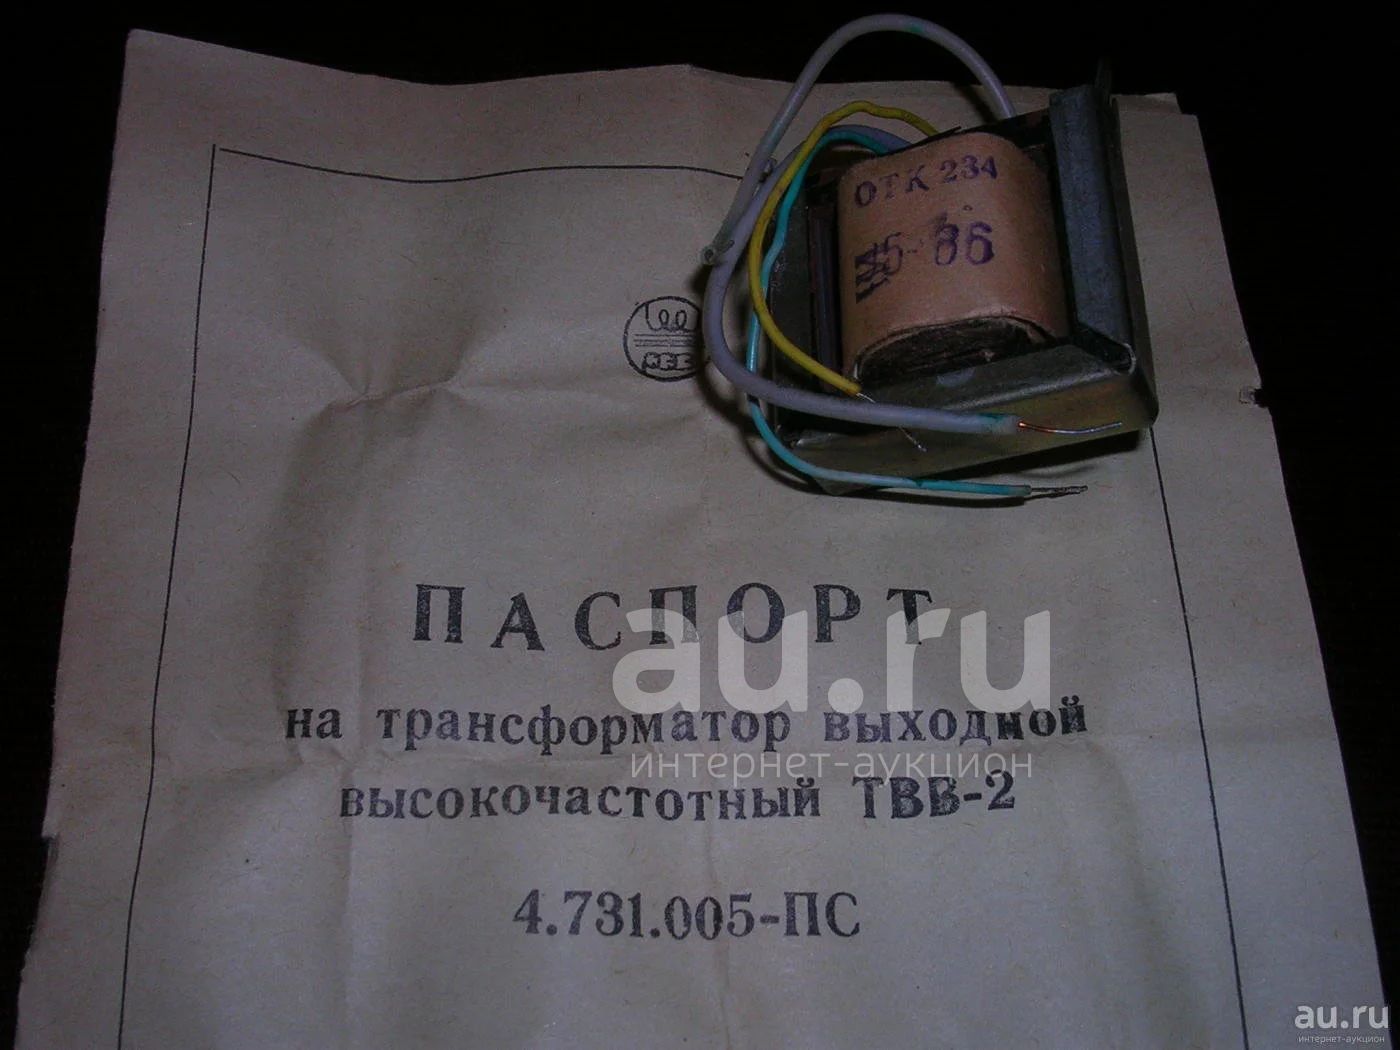 ОТК 234
86
ПАСПОРТ
на трансформатор выходной
высокочастотный ТВВ-2
4.731.005-ПС
au.ru
интернет-аукцион
au.ru
интернет-аукцион